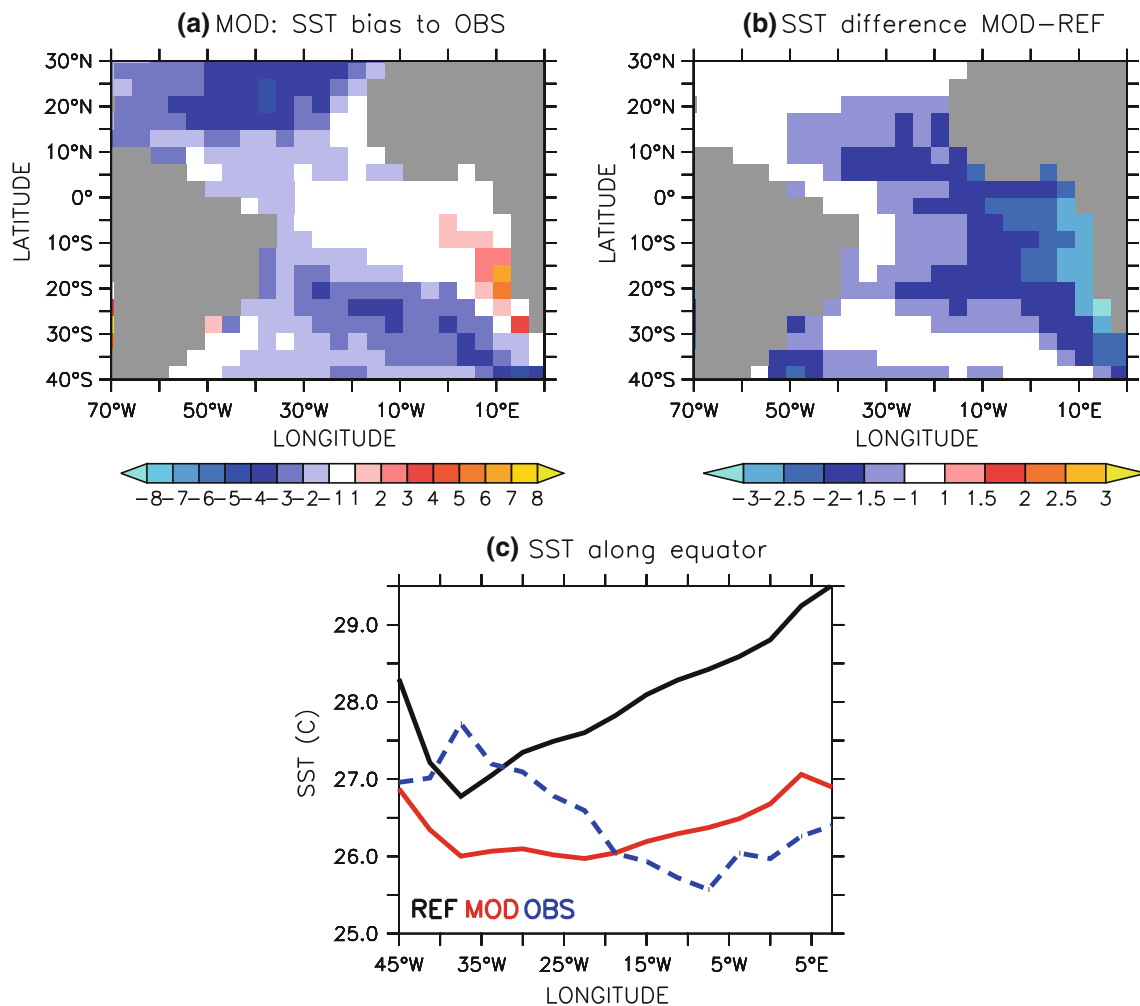 (a) MOD: SST bias to OBS
30°N
20°N
10°N
0°
10°S
20°S
30°S
40°S
LATITUDE
70°W 50°W 30°W 10°W 10°E
LONGITUDE
-8 -7 -6 -5 -4 -3 -2 -1 1 2 3 4 5 6 7 8
(b) SST difference MOD-REF
30°N
20°N
10°N
0°
10°S
20°S
30°S
40°S
LATITUDE
70°W 50°W 30°W 10°W 10°E
LONGITUDE
-3 -2.5 -2 -1.5 -1 1 1.5 2 2.5 3
(c) SST along equator
29.0
28.0
27.0
26.0
25.0
SST (C)
REF MOD OBS
45°W 35°W 25°W 15°W 5°W 5°E
LONGITUDE